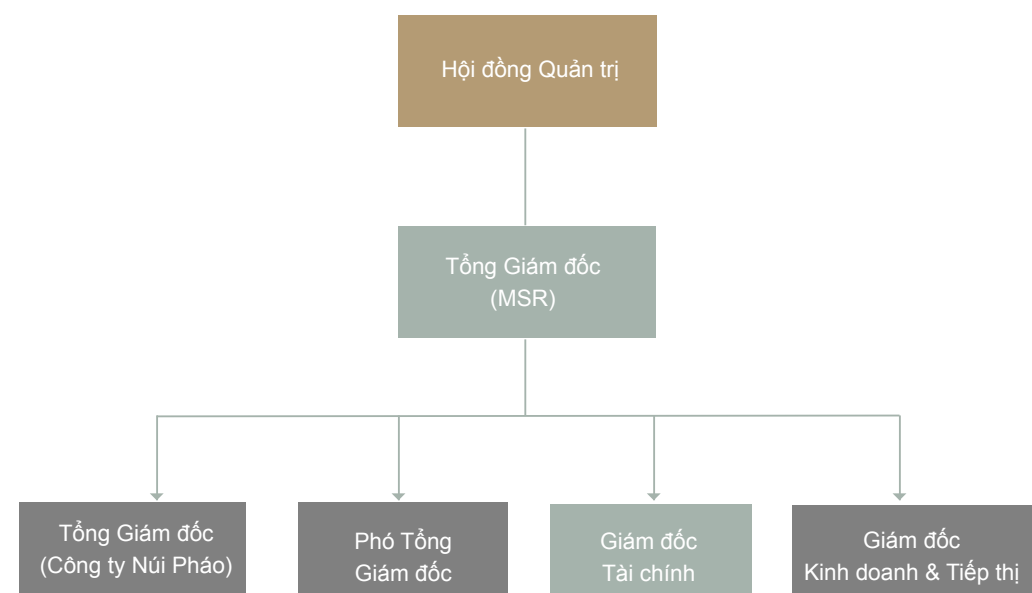 Hội đồng Quản trị
Tổng Giám đốc
(MSR)
Tổng Giám đốc
(Công ty Núi Pháo)
Phó Tổng
Giám đốc
Giám đốc
Tài chính
Giám đốc
Kinh doanh & Tiếp thị